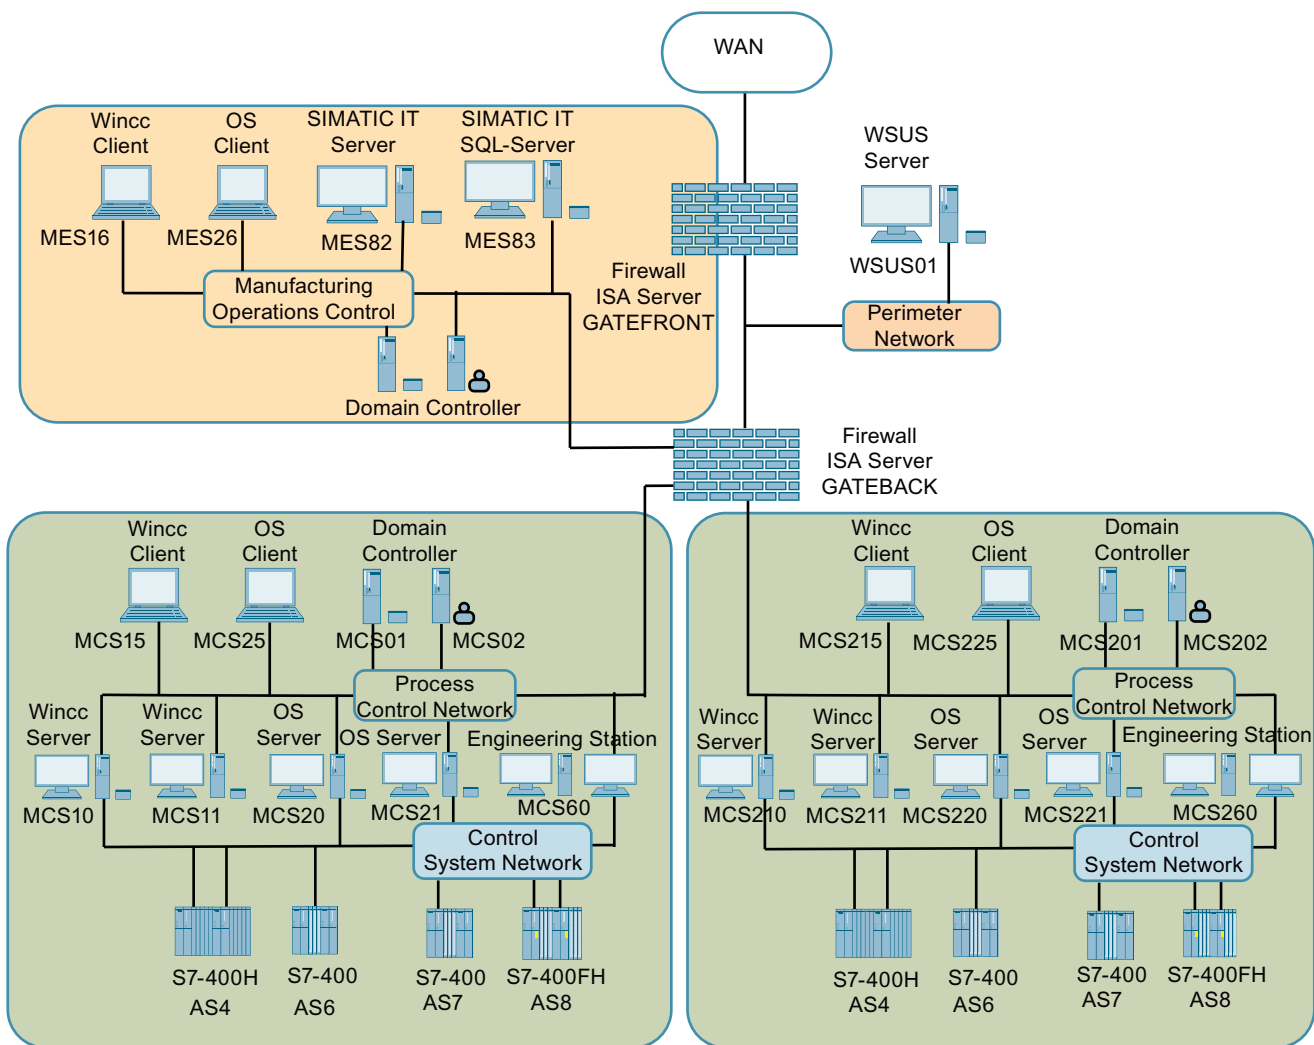 WAN
Wincc
Client
OS
Client
SIMATIC IT
Server
SIMATIC IT
SQL-Server
MES16
MES26
MES82
MES83
Manufacturing
Operations Control
Domain Controller
Firewall
ISA Server
GATEFRONT
WSUS
Server
WSUS01
Perimeter
Network
Firewall
ISA Server
GATEBACK
Wincc
Client
OS
Client
Domain
Controller
MCS15
MCS25
MCS01
MCS02
Process
Control Network
Wincc
Server
Wincc
Server
OS
Server
OS Server
Engineering Station
MCS10
MCS11
MCS20
MCS21
MCS60
Control
System Network
S7-400H
AS4
S7-400
AS6
S7-400
AS7
S7-400FH
AS8
Wincc
Client
OS
Client
Domain
Controller
MCS215
MCS225
MCS201
MCS202
Process
Control Network
Wincc
Server
Wincc
Server
OS
Server
OS
Server
Engineering Station
MCS210
MCS211
MCS220
MCS221
MCS260
Control
System Network
S7-400H
AS4
S7-400
AS6
S7-400
AS7
S7-400FH
AS8